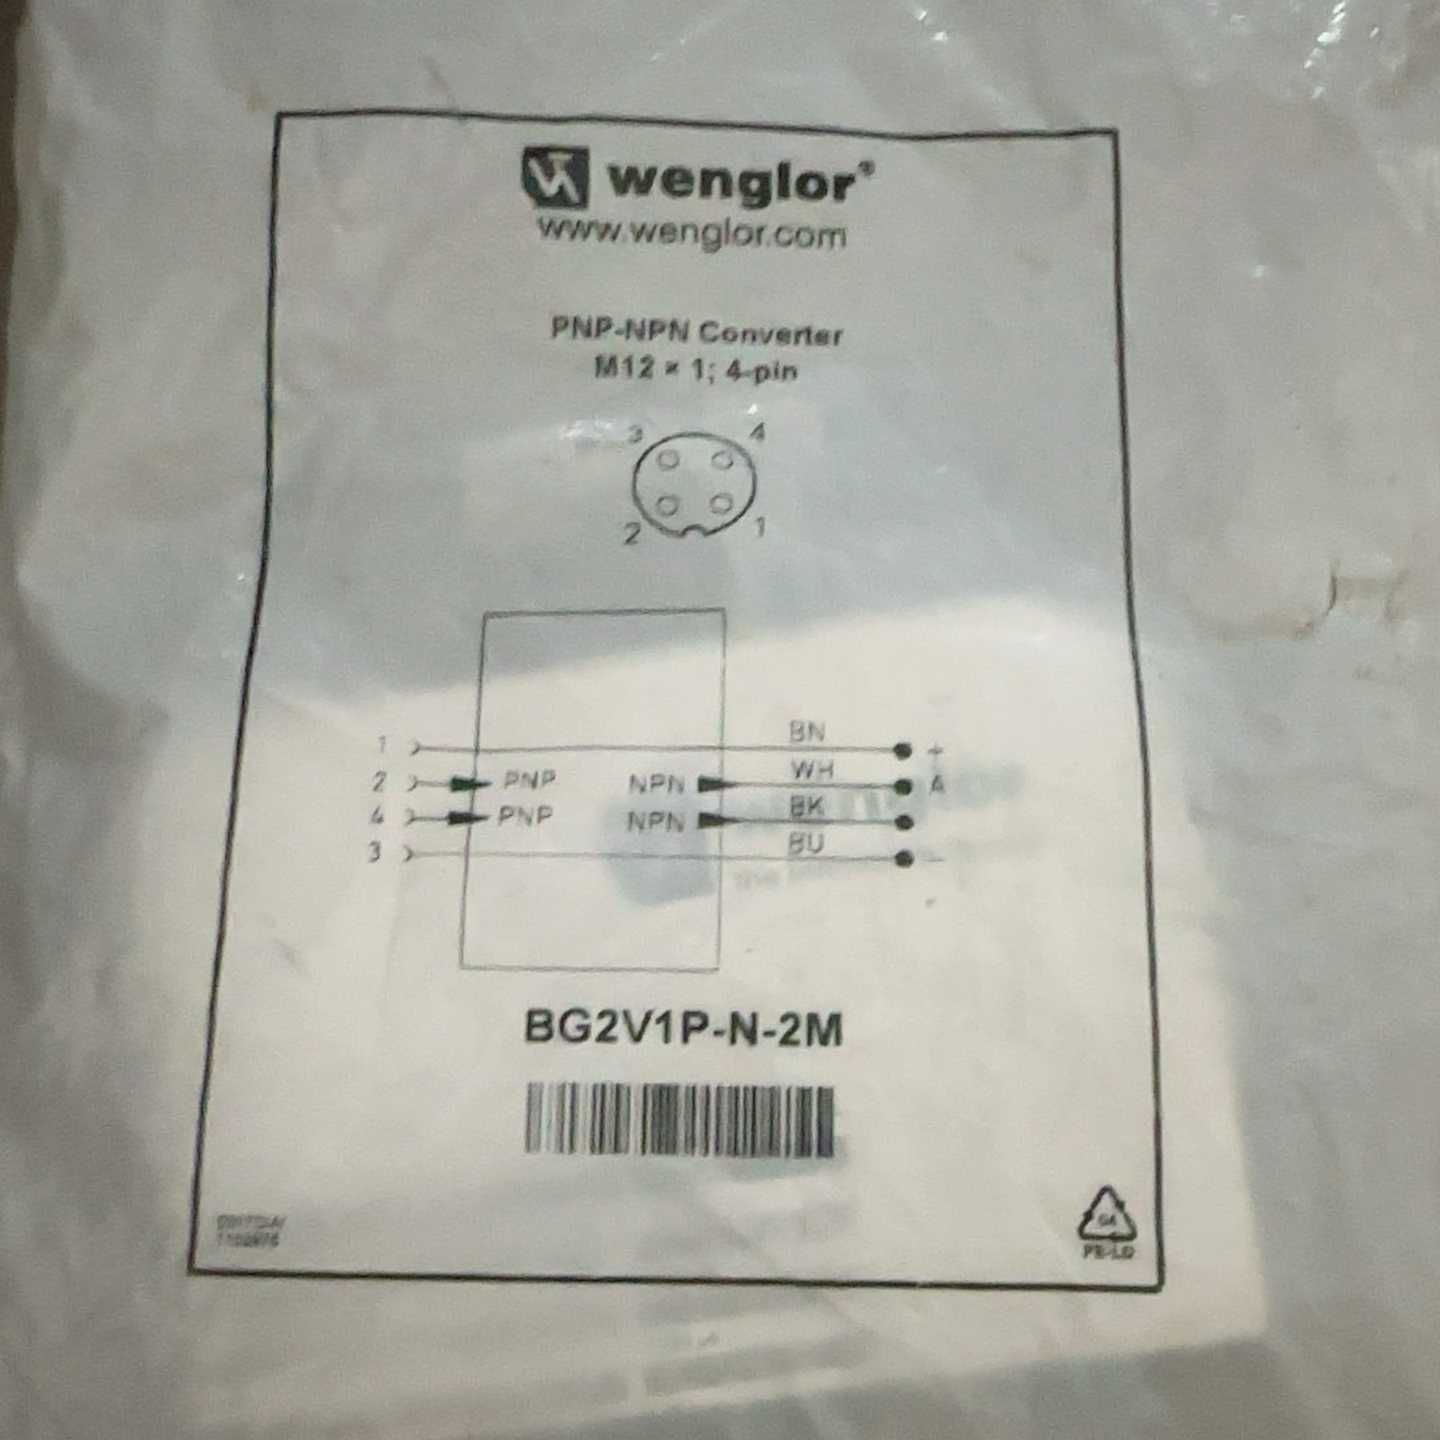 wenglor®
www.wenglor.com
PNP-NPN Converter
M12 × 1; 4-pin
3 4
2 1
BN
1 +
WH
2 PNP NPN A
BK
4 PNP NPN
BU
3 –
BG2V1P-N-2M
04
PE-LD